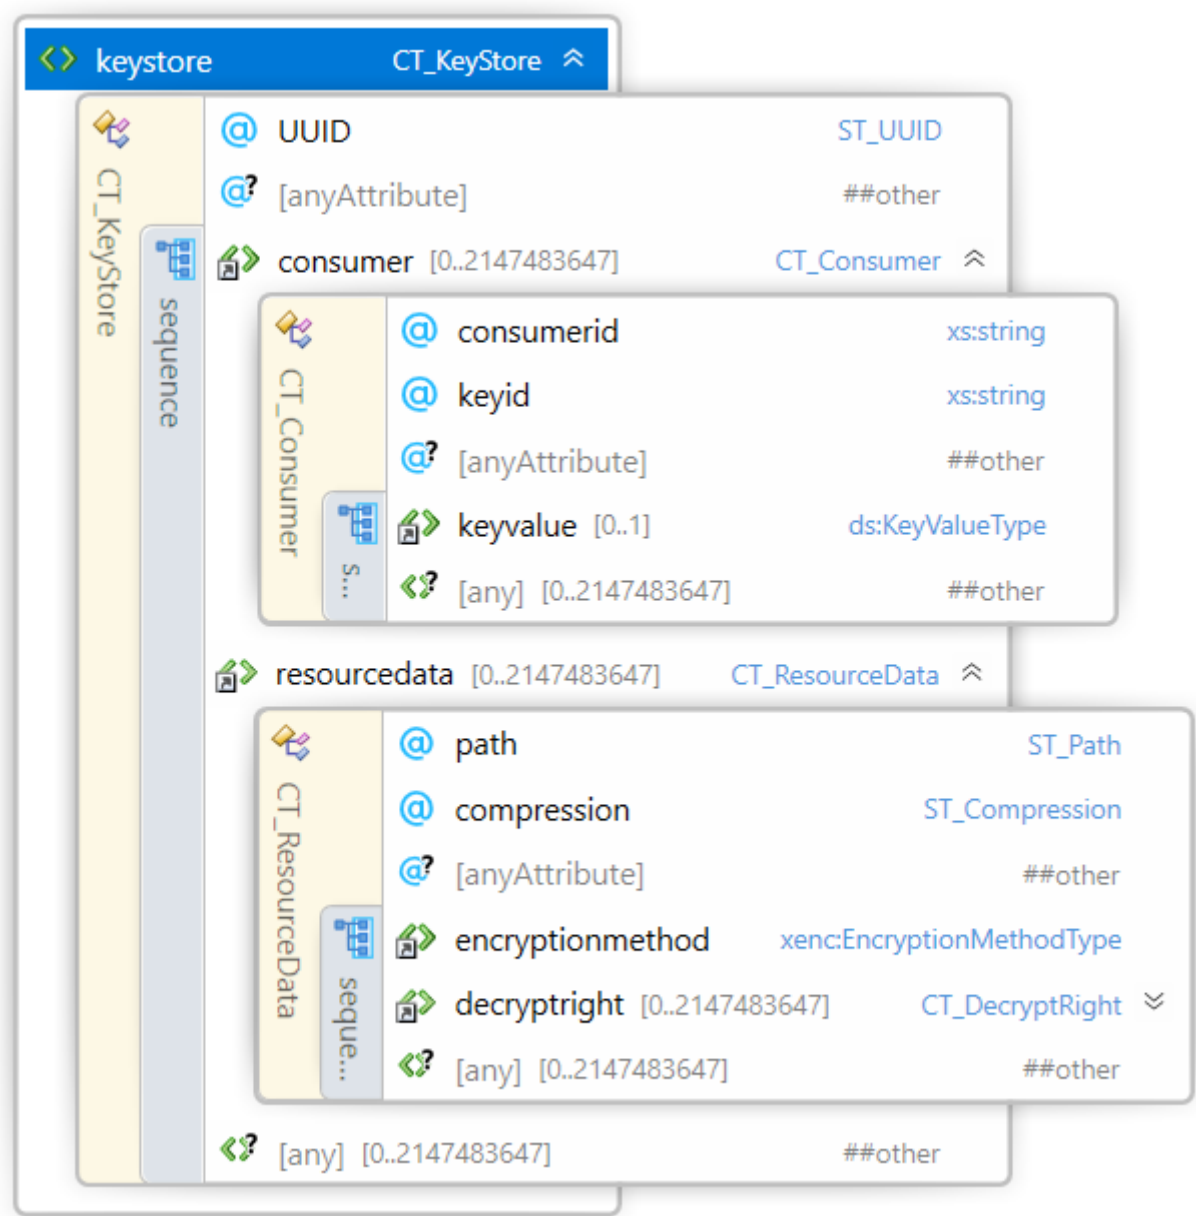 keystore CT_KeyStore
CT_KeyStore
@ UUID ST_UUID
@? [anyAttribute] ##other
sequence
consumer [0..2147483647] CT_Consumer
CT_Consumer
@ consumerid xs:string
@ keyid xs:string
@? [anyAttribute] ##other
s...
keyvalue [0..1] ds:KeyValueType
? [any] [0..2147483647] ##other
resourcedata [0..2147483647] CT_ResourceData
CT_ResourceData
@ path ST_Path
@ compression ST_Compression
@? [anyAttribute] ##other
seque...
encryptionmethod xenc:EncryptionMethodType
decryptright [0..2147483647] CT_DecryptRight
? [any] [0..2147483647] ##other
? [any] [0..2147483647] ##other